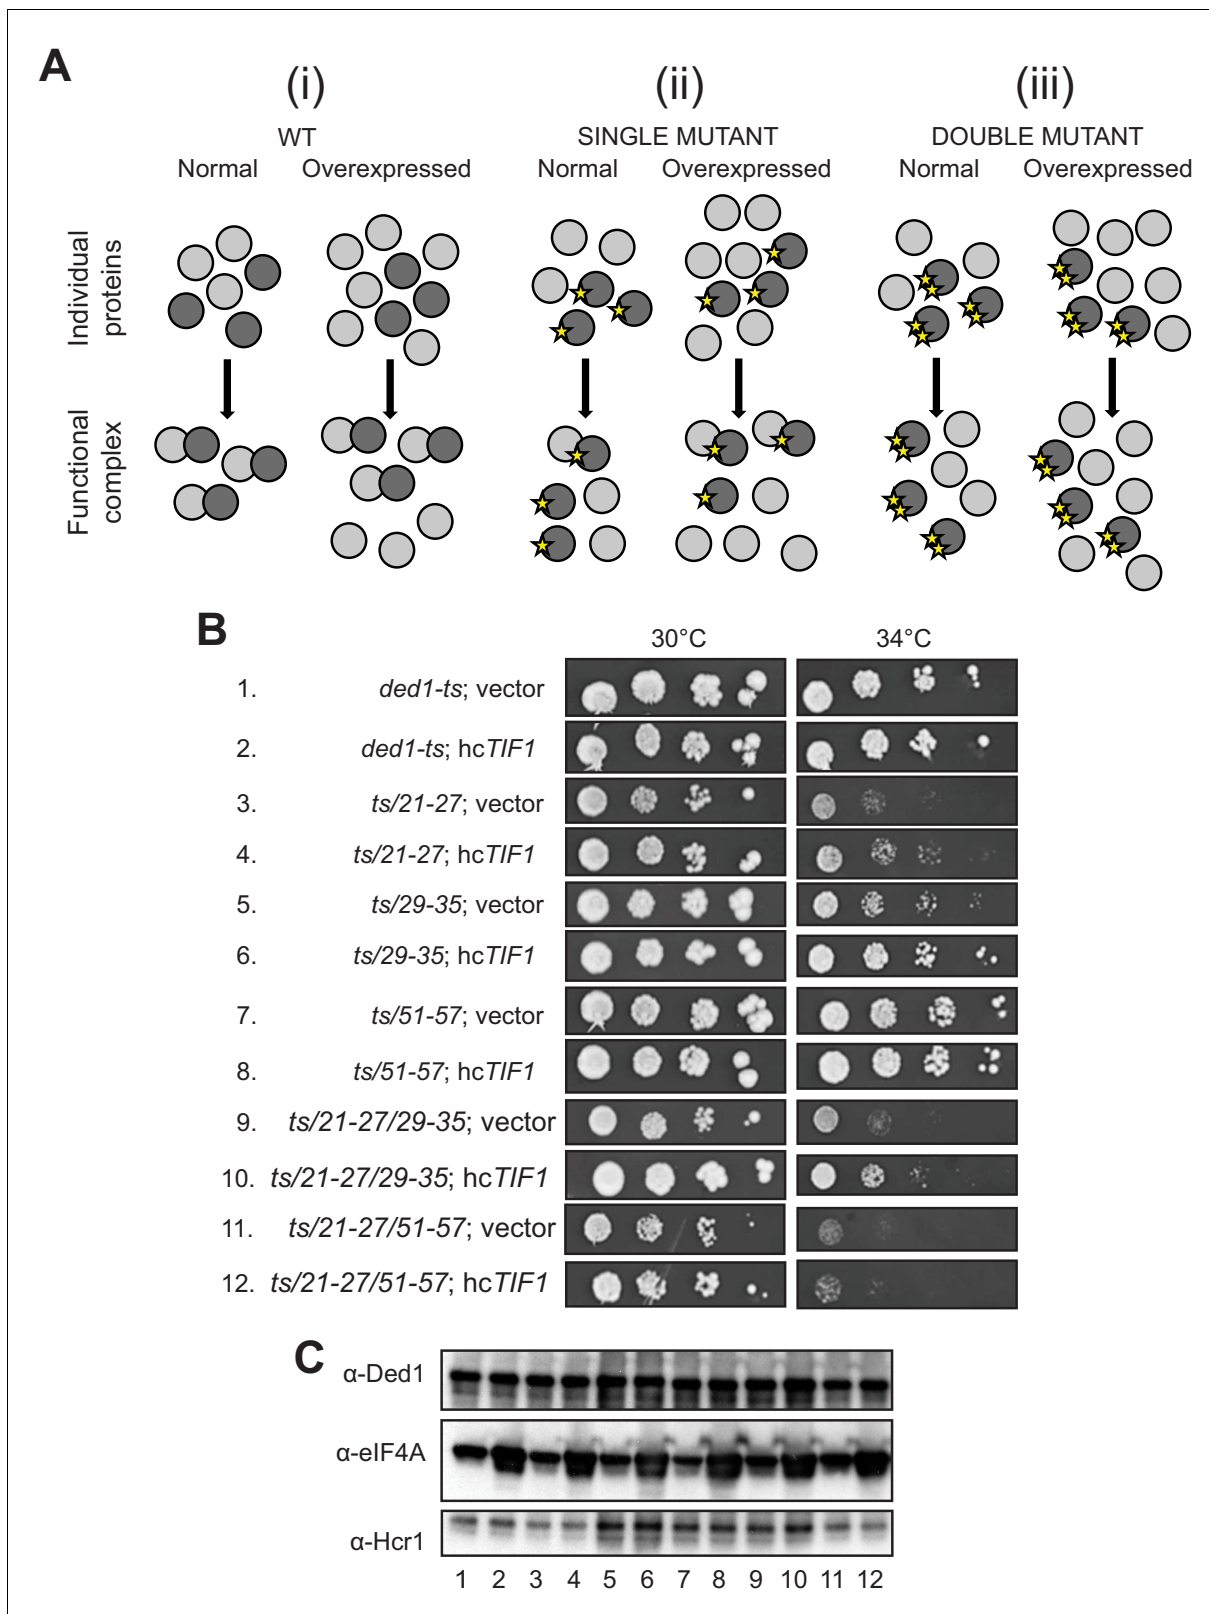 A
(i) (ii) (iii)
WT SINGLE MUTANT DOUBLE MUTANT
Normal Overexpressed Normal Overexpressed Normal Overexpressed
Individual
proteins
Functional
complex
B
30°C 34°C
1. ded1-ts; vector
2. ded1-ts; hcTIF1
3. ts/21-27; vector
4. ts/21-27; hcTIF1
5. ts/29-35; vector
6. ts/29-35; hcTIF1
7. ts/51-57; vector
8. ts/51-57; hcTIF1
9. ts/21-27/29-35; vector
10. ts/21-27/29-35; hcTIF1
11. ts/21-27/51-57; vector
12. ts/21-27/51-57; hcTIF1
C
α-Ded1
α-eIF4A
α-Hcr1
1 2 3 4 5 6 7 8 9 10 11 12